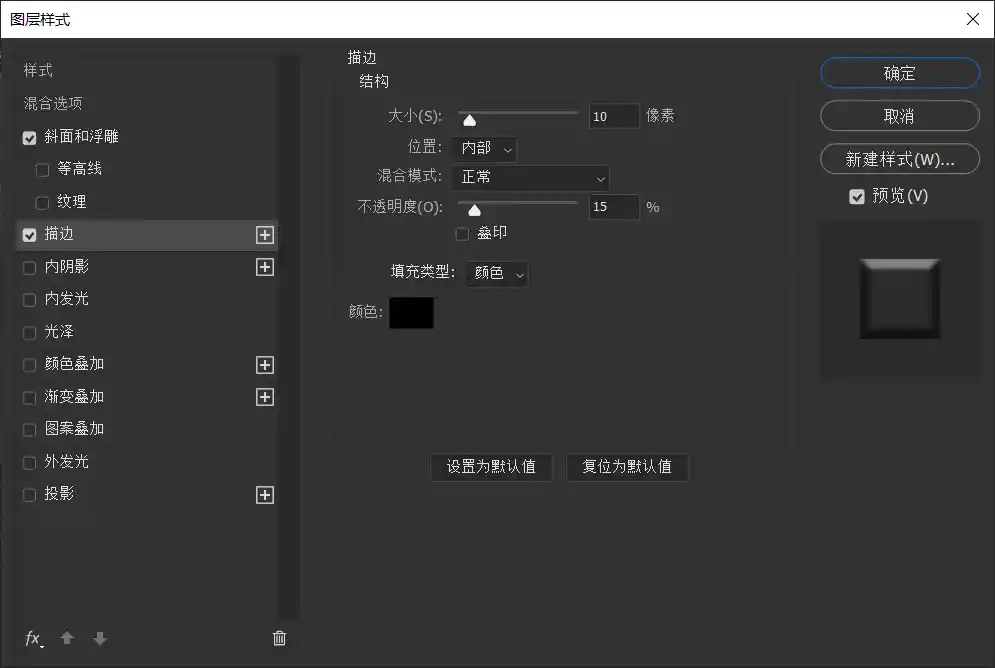 图层样式
样式
混合选项
斜面和浮雕
等高线
纹理
描边
内阴影
内发光
光泽
颜色叠加
渐变叠加
图案叠加
外发光
投影
fx
描边
结构
大小(S): 10 像素
位置: 内部
混合模式: 正常
不透明度(O): 15 %
叠印
填充类型: 颜色
颜色:
设置为默认值 复位为默认值
确定
取消
新建样式(W)...
预览(V)